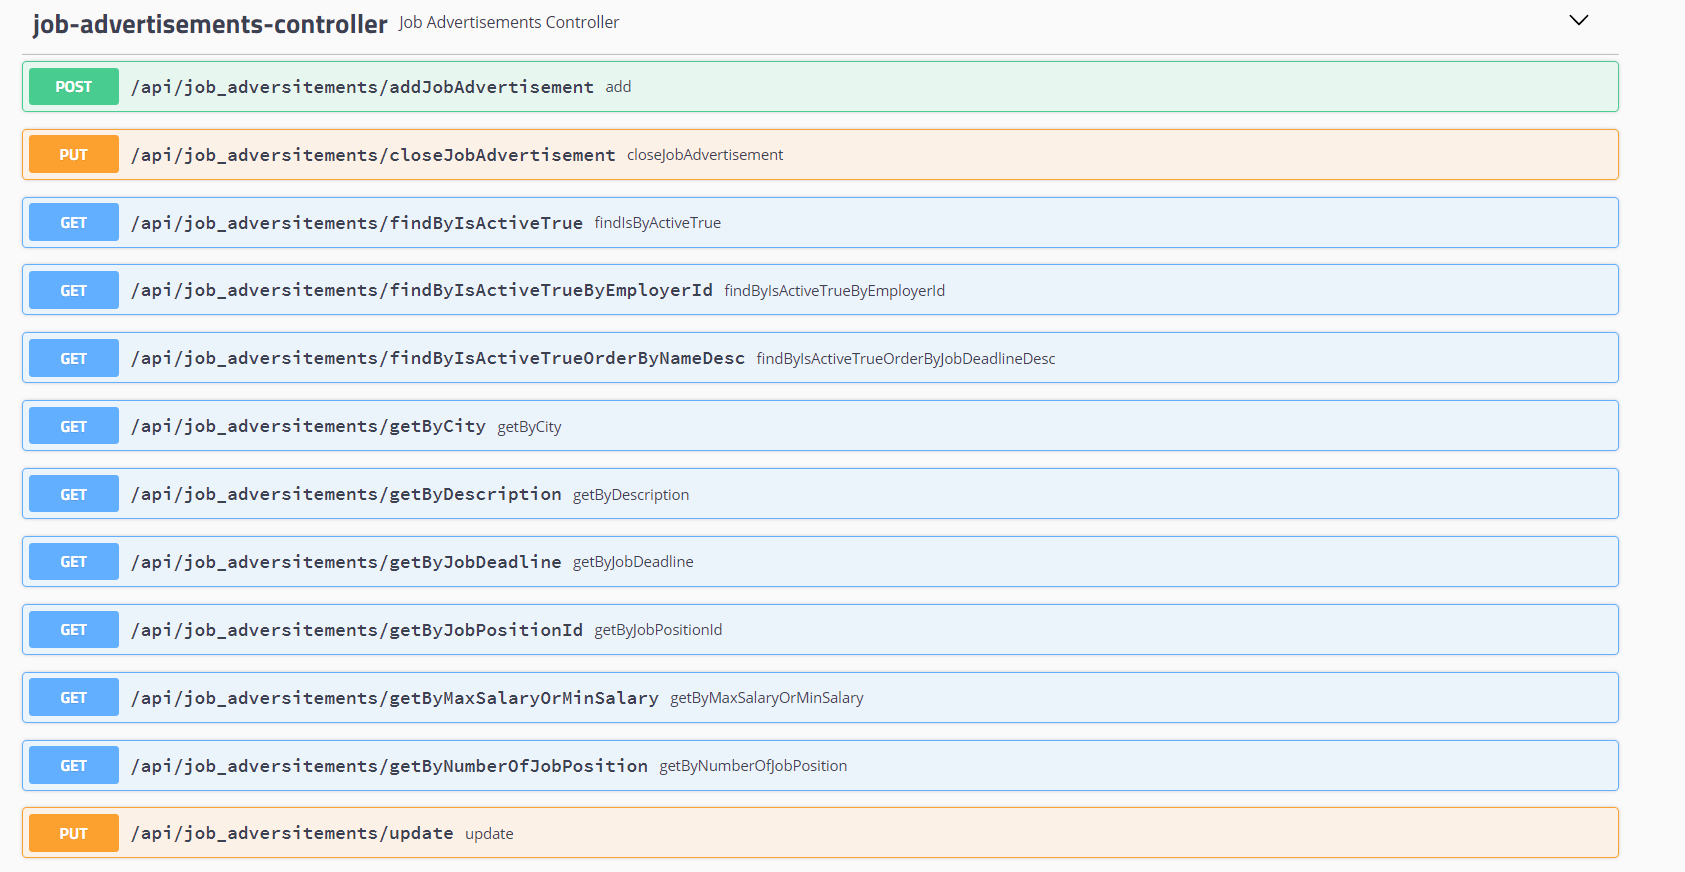 job-advertisements-controller Job Advertisements Controller
POST /api/job_adversitements/addJobAdvertisement add
PUT /api/job_adversitements/closeJobAdvertisement closeJobAdvertisement
GET /api/job_adversitements/findByIsActiveTrue findIsByActiveTrue
GET /api/job_adversitements/findByIsActiveTrueByEmployerId findByIsActiveTrueByEmployerId
GET /api/job_adversitements/findByIsActiveTrueOrderByNameDesc findByIsActiveTrueOrderByJobDeadlineDesc
GET /api/job_adversitements/getByCity getByCity
GET /api/job_adversitements/getByDescription getByDescription
GET /api/job_adversitements/getByJobDeadline getByJobDeadline
GET /api/job_adversitements/getByJobPositionId getByJobPositionId
GET /api/job_adversitements/getByMaxSalaryOrMinSalary getByMaxSalaryOrMinSalary
GET /api/job_adversitements/getByNumberOfJobPosition getByNumberOfJobPosition
PUT /api/job_adversitements/update update